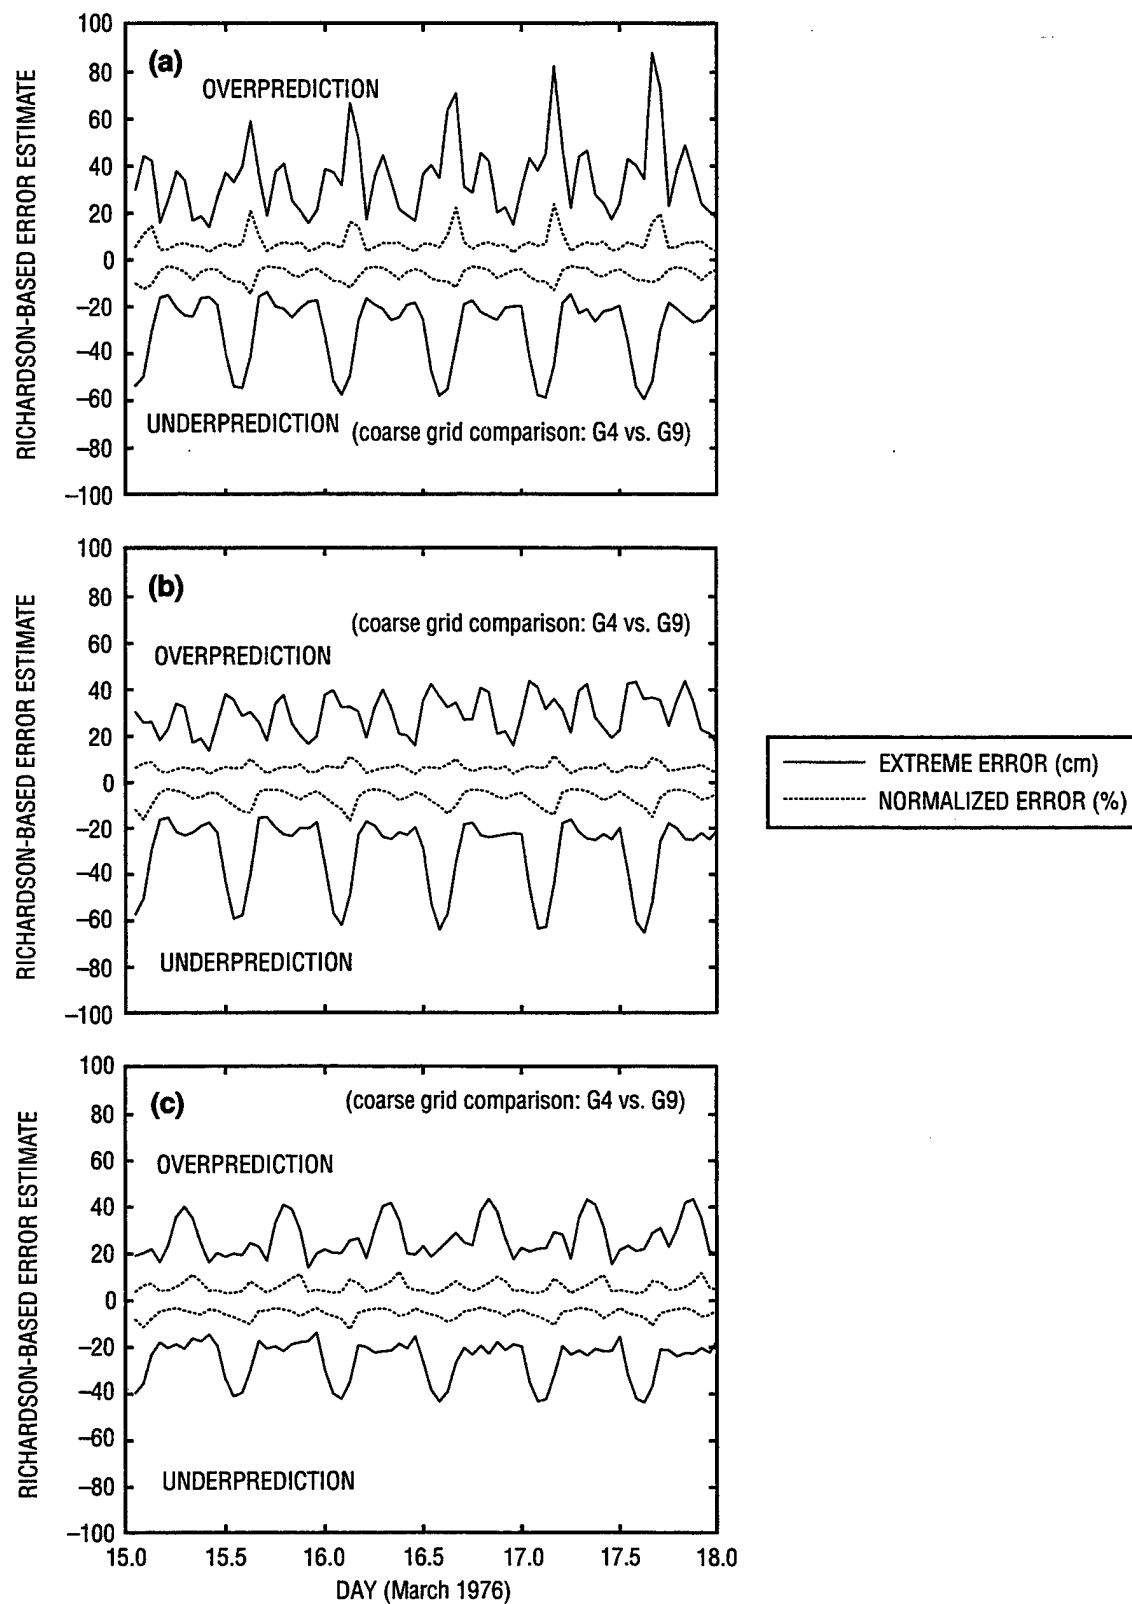 RICHARDSON-BASED ERROR ESTIMATE
100
80
60
40
20
0
−20
−40
−60
−80
−100
(a)
OVERPREDICTION
UNDERPREDICTION
(coarse grid comparison: G4 vs. G9)
RICHARDSON-BASED ERROR ESTIMATE
100
80
60
40
20
0
−20
−40
−60
−80
−100
(b)
(coarse grid comparison: G4 vs. G9)
OVERPREDICTION
UNDERPREDICTION
EXTREME ERROR (cm)
NORMALIZED ERROR (%)
RICHARDSON-BASED ERROR ESTIMATE
100
80
60
40
20
0
−20
−40
−60
−80
−100
(c)
(coarse grid comparison: G4 vs. G9)
OVERPREDICTION
UNDERPREDICTION
15.0 15.5 16.0 16.5 17.0 17.5 18.0
DAY (March 1976)